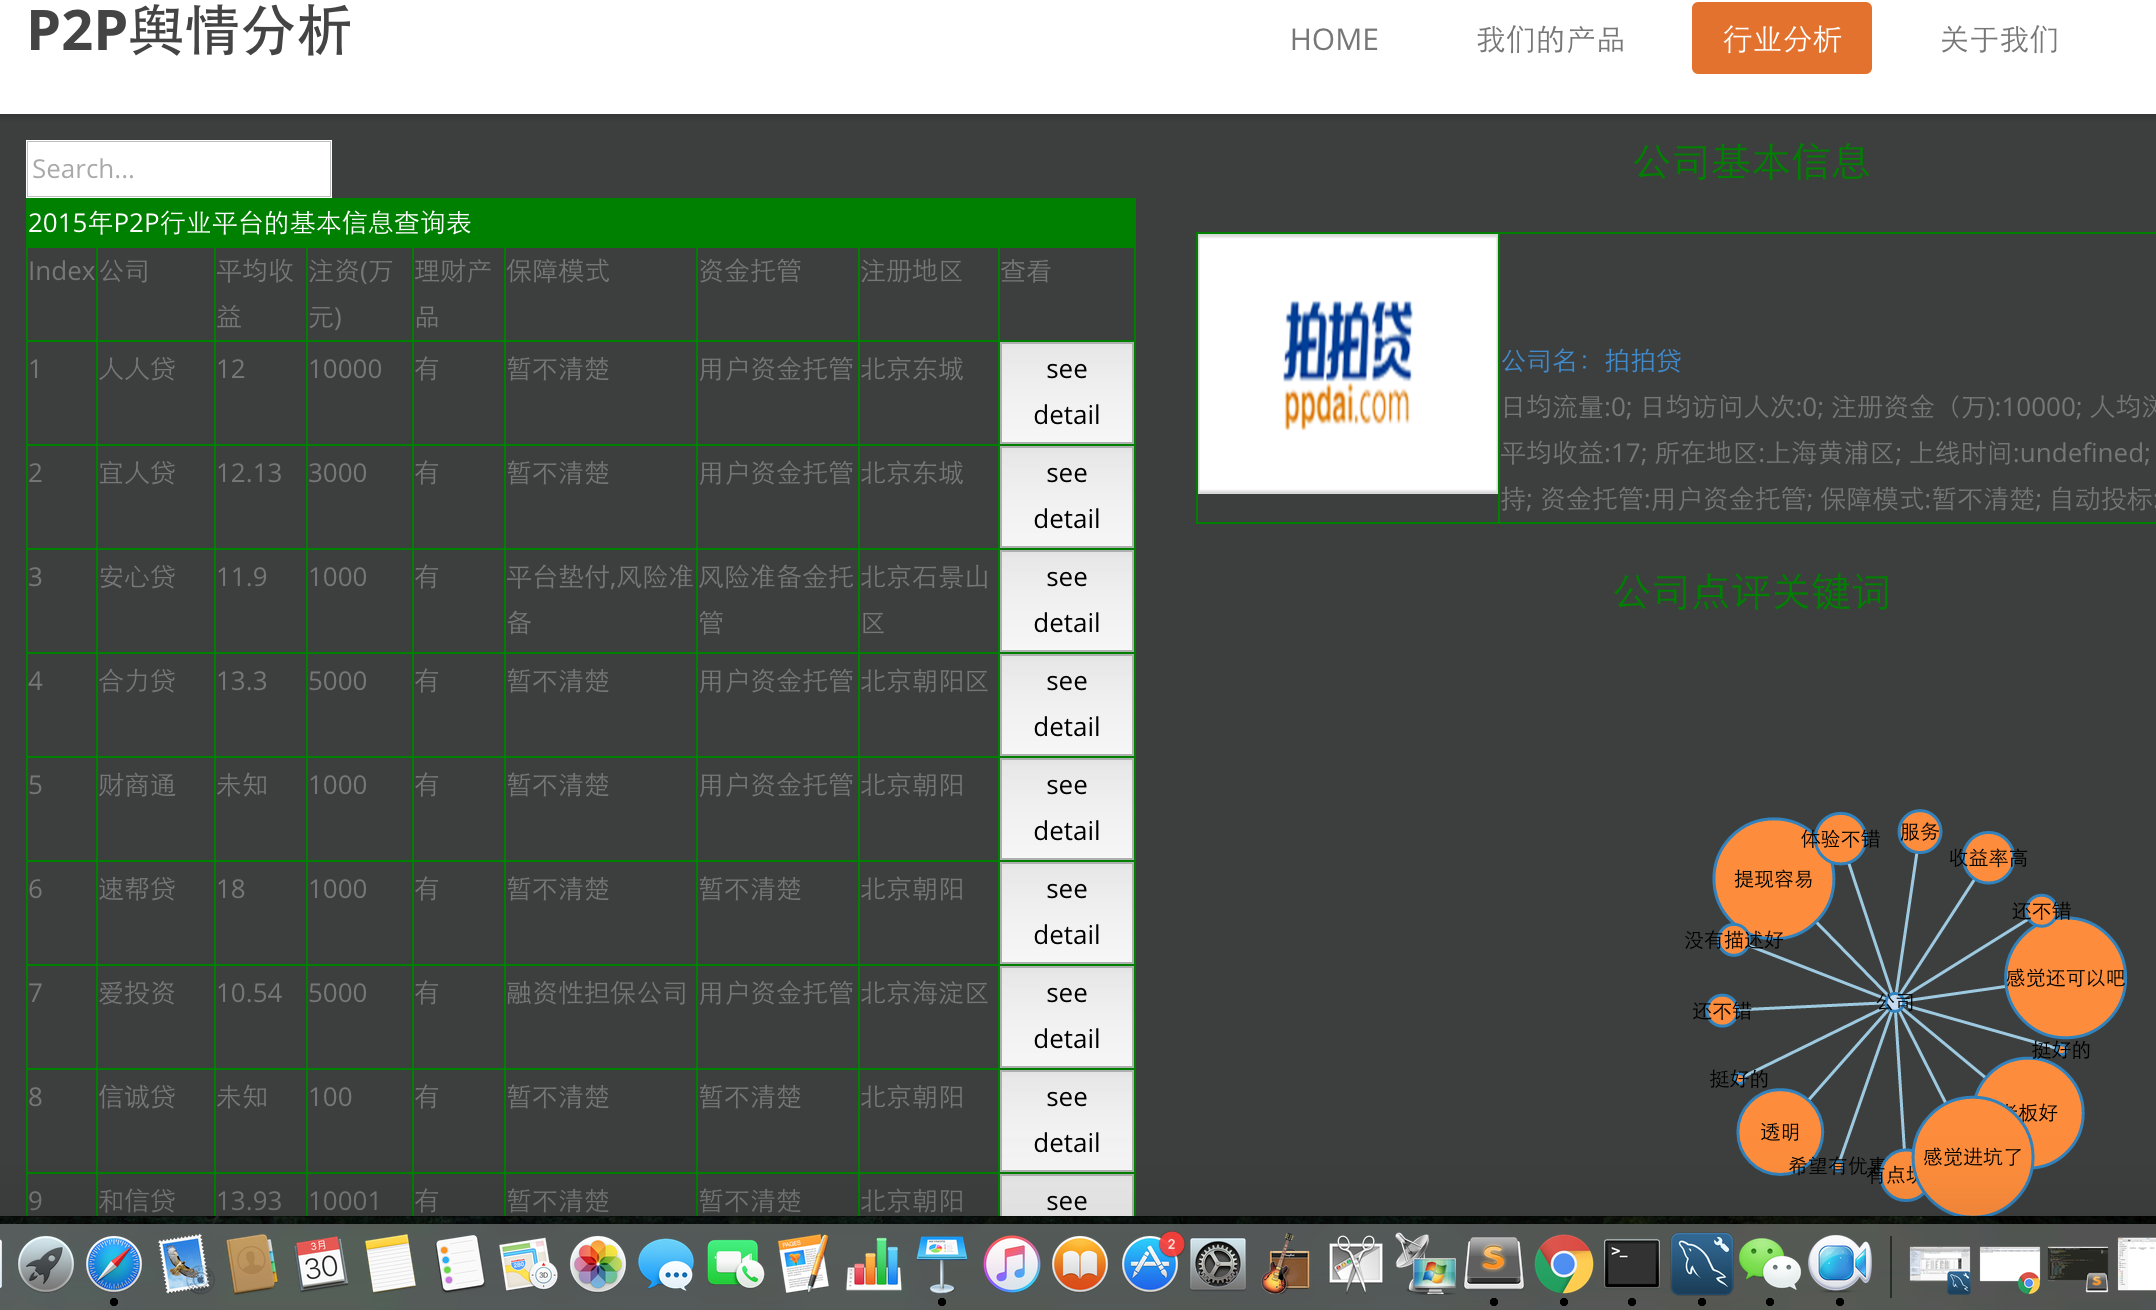 P2P舆情分析
HOME 我们的产品 行业分析 关于我们
Search...
2015年P2P行业平台的基本信息查询表
Index 公司 平均收益 注资(万元) 理财产品 保障模式 资金托管 注册地区 查看
1 人人贷 12 10000 有 暂不清楚 用户资金托管 北京东城 see detail
2 宜人贷 12.13 3000 有 暂不清楚 用户资金托管 北京东城 see detail
3 安心贷 11.9 1000 有 平台垫付,风险准备 风险准备金托管 北京石景山区 see detail
4 合力贷 13.3 5000 有 暂不清楚 用户资金托管 北京朝阳区 see detail
5 财商通 未知 1000 有 暂不清楚 用户资金托管 北京朝阳 see detail
6 速帮贷 18 1000 有 暂不清楚 暂不清楚 北京朝阳 see detail
7 爱投资 10.54 5000 有 融资性担保公司 用户资金托管 北京海淀区 see detail
8 信诚贷 未知 100 有 暂不清楚 暂不清楚 北京朝阳 see detail
9 和信贷 13.93 10001 有 暂不清楚 暂不清楚 北京朝阳 see
公司基本信息
拍拍贷
ppdai.com
公司名：拍拍贷
日均流量:0; 日均访问人次:0; 注册资金（万):10000; 人均
平均收益:17; 所在地区:上海黄浦区; 上线时间:undefined;
持; 资金托管:用户资金托管; 保障模式:暂不清楚; 自动投标
公司点评关键词
体验不错
服务
收益率高
提现容易
还不错
没有描述好
感觉还可以吧
还不错
公司
挺好的
挺好的
板好
透明
感觉进坑了
希望有优
有点
3月
30
PAGES
2